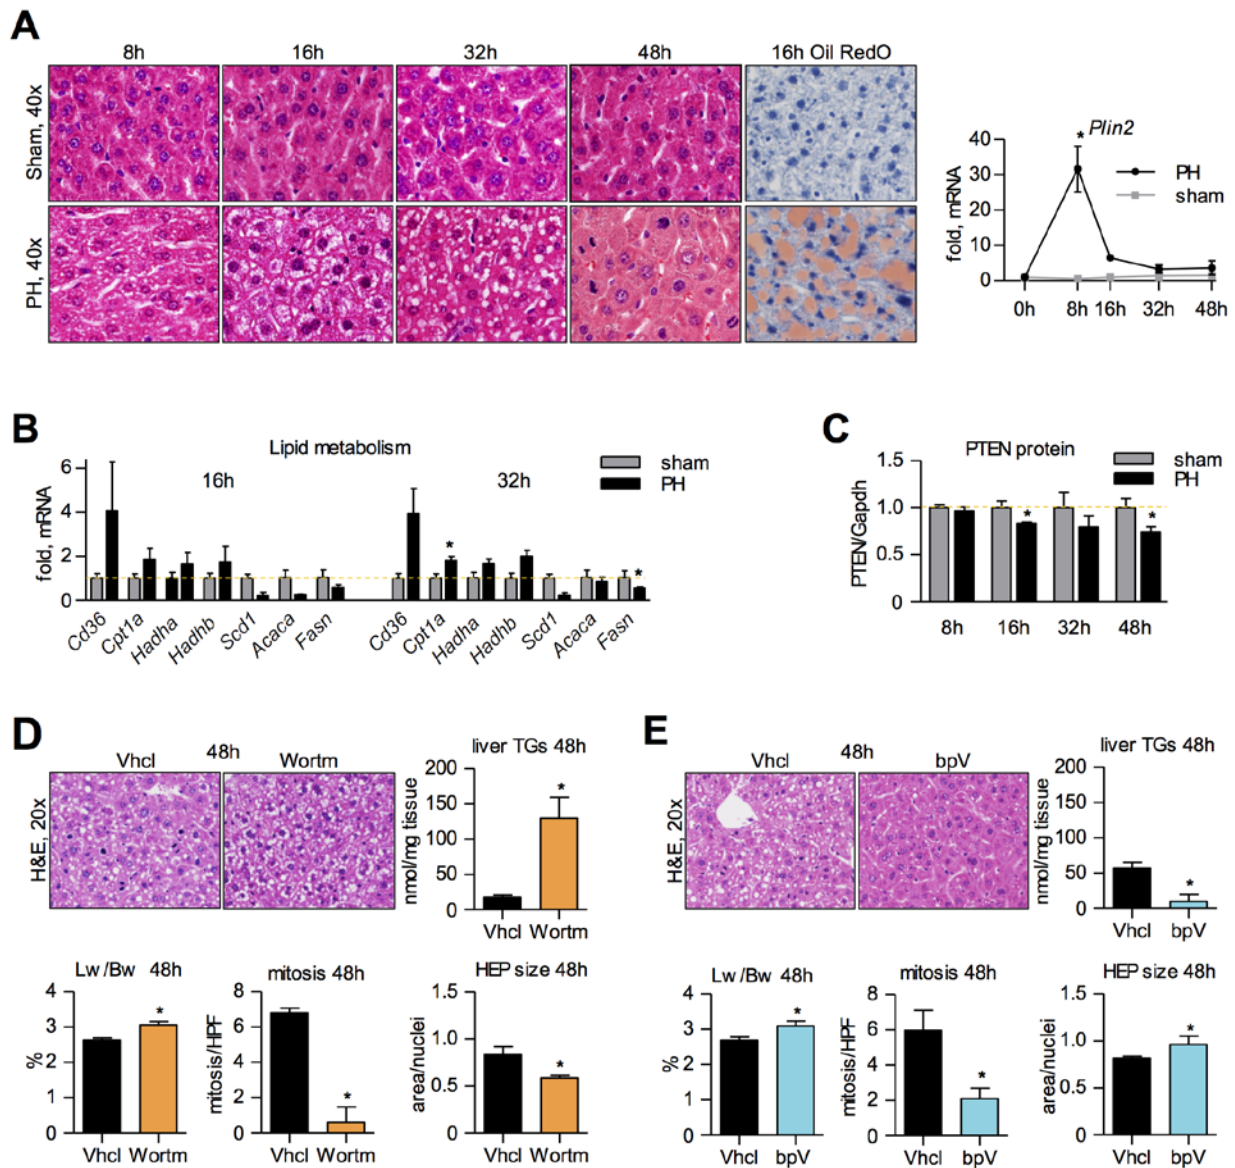 A
8h 16h 32h 48h 16h Oil RedO
Sham, 40x
PH, 40x
* Plin2
fold, mRNA
40
30
20
10
0
PH
sham
0h 8h 16h 32h 48h
B
Lipid metabolism
16h 32h
sham
PH
fold, mRNA
6
4
2
0
*
*
Cd36 Cpt1a Hadha Hadhb Scd1 Acaca Fasn Cd36 Cpt1a Hadha Hadhb Scd1 Acaca Fasn
C
PTEN protein
sham
PH
PTEN/Gapdh
1.5
1.0
0.5
0
* *
8h 16h 32h 48h
D
48h
Vhcl Wortm
H&E, 20x
liver TGs 48h
nmol/mg tissue
200
150
100
50
0
*
Vhcl Wortm
Lw/Bw 48h
%
4
3
2
1
0
*
Vhcl Wortm
mitosis 48h
mitosis/HPF
8
6
4
2
0
*
Vhcl Wortm
HEP size 48h
area/nuclei
1.5
1.0
0.5
0
*
Vhcl Wortm
E
48h
Vhcl bpV
H&E, 20x
liver TGs 48h
nmol/mg tissue
200
150
100
50
0
*
Vhcl bpV
Lw/Bw 48h
%
4
3
2
1
0
*
Vhcl bpV
mitosis 48h
mitosis/HPF
8
6
4
2
0
*
Vhcl bpV
HEP size 48h
area/nuclei
1.5
1.0
0.5
0
*
Vhcl bpV